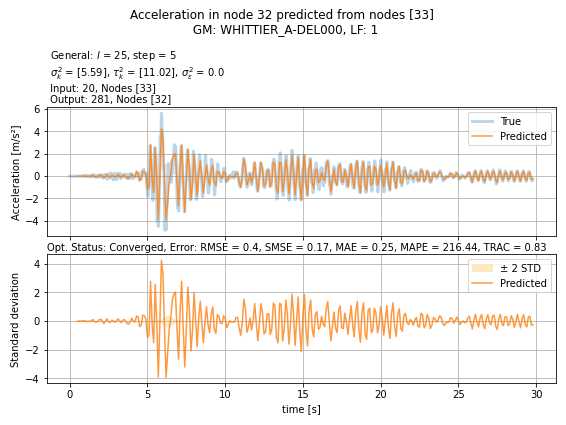 Acceleration in node 32 predicted from nodes [33]
GM: WHITTIER_A-DEL000, LF: 1
General: l = 25, step = 5
σ²ₖ = [5.59], τ²ₖ = [11.02], σ²ε = 0.0
Input: 20, Nodes [33]
Output: 281, Nodes [32]
Acceleration [m/s²]
6
4
2
0
−2
−4
True
Predicted
Opt. Status: Converged, Error: RMSE = 0.4, SMSE = 0.17, MAE = 0.25, MAPE = 216.44, TRAC = 0.83
Standard deviation
4
2
0
−2
−4
± 2 STD
Predicted
0 5 10 15 20 25 30
time [s]